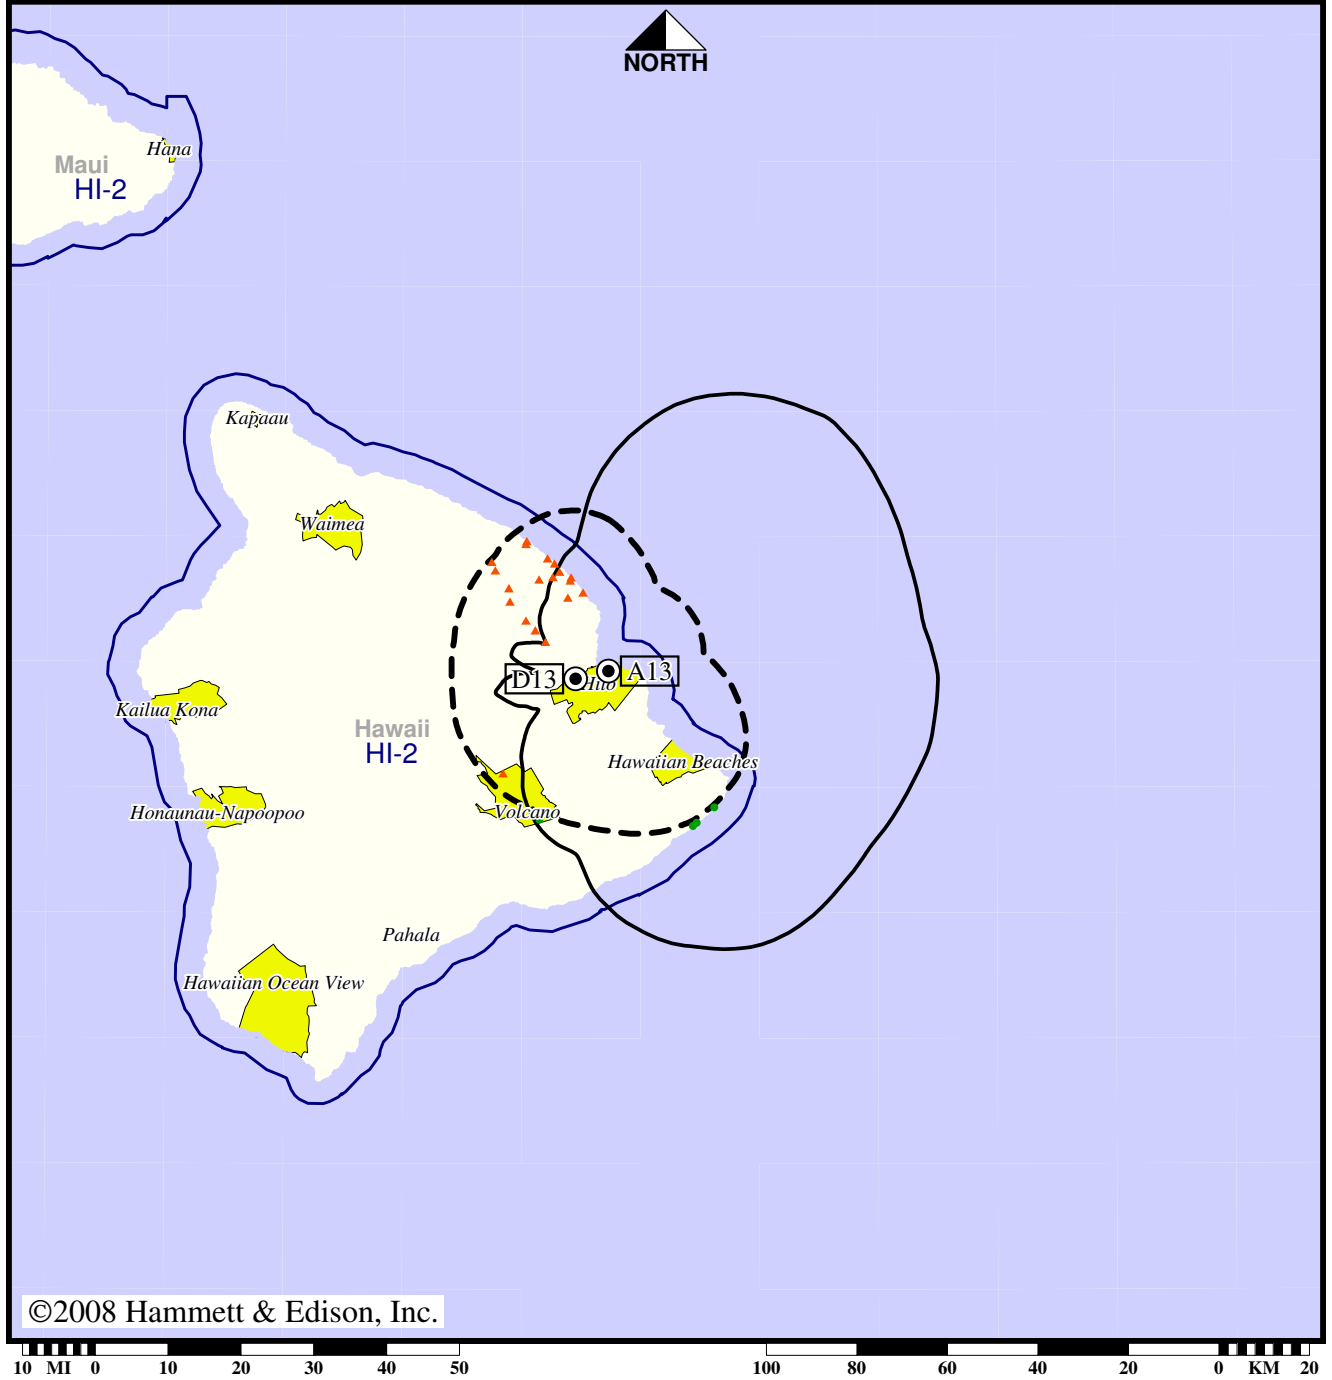 NORTH
Hana
Maui
HI-2
Kapaau
Waimea
D13
A13
Hilo
Kailua Kona
Hawaii
HI-2
Hawaiian Beaches
Honaunau-Napoopoo
Volcano
Pahala
Hawaiian Ocean View
©2008 Hammett & Edison, Inc.
10 MI 0 10 20 30 40 50 100 80 60 40 20 0 KM 20